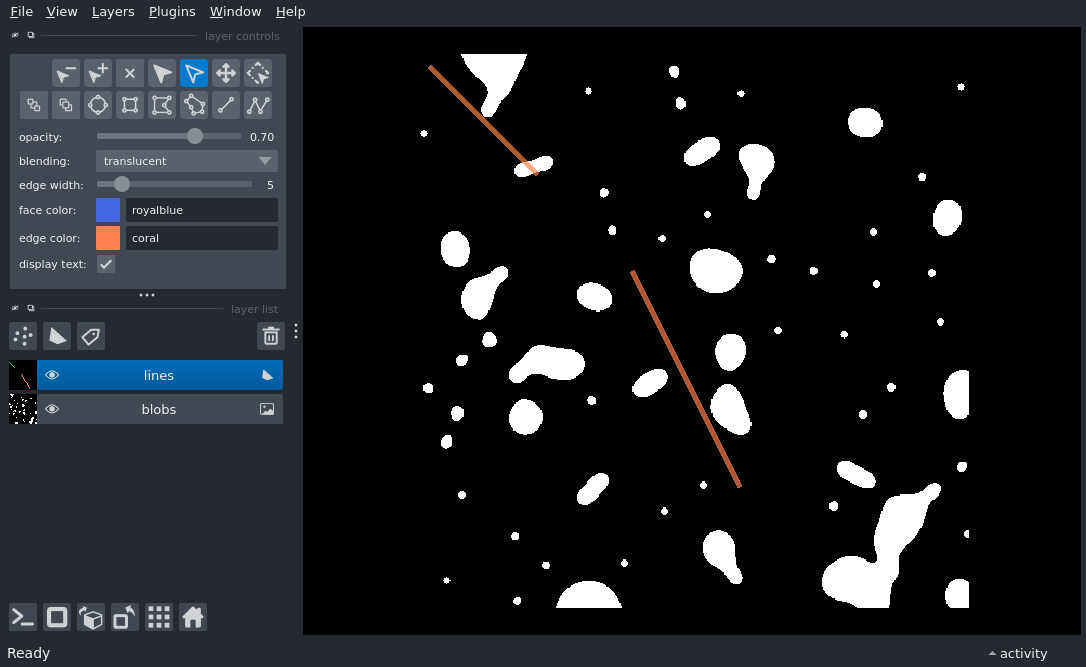 File View Layers Plugins Window Help
layer controls
opacity: 0.70
blending: translucent
edge width: 5
face color: royalblue
edge color: coral
display text:
layer list
lines
blobs
Ready
activity